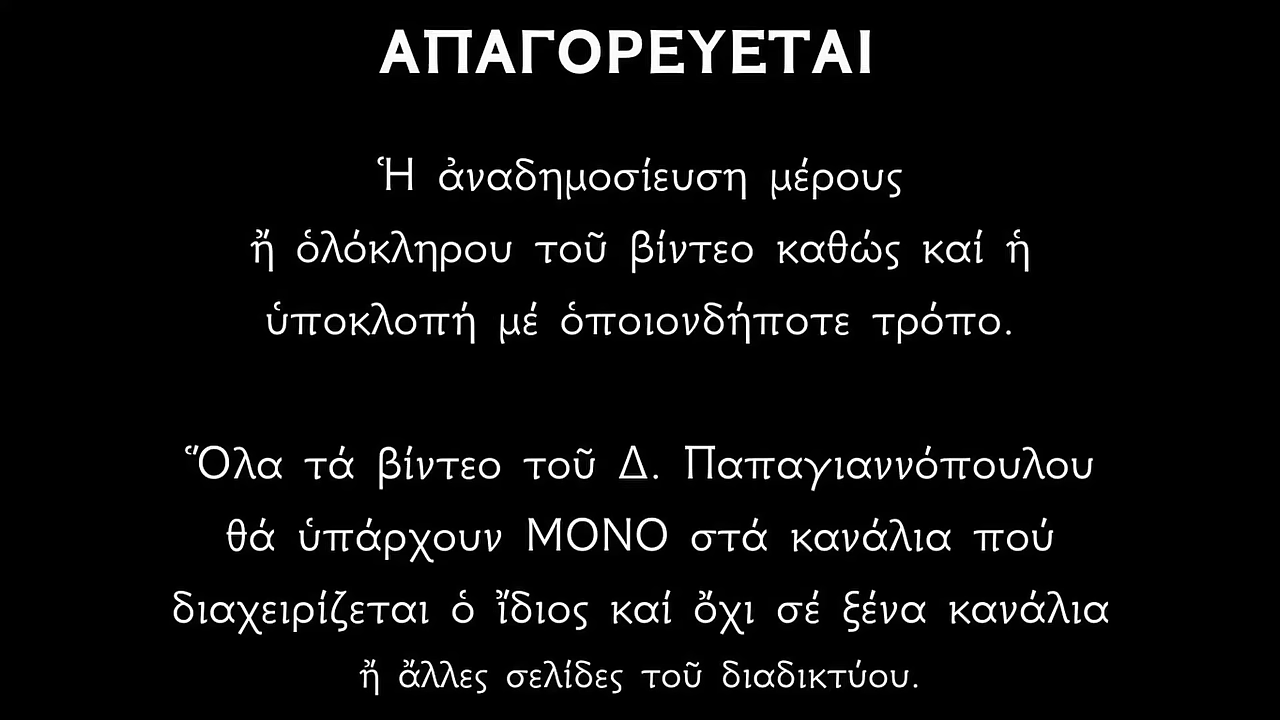 ΑΠΑΓΟΡΕΥΕΤΑΙ
Ἡ ἀναδημοσίευση μέρους
ἤ ὁλόκληρου τοῦ βίντεο καθώς καί ἡ
ὑποκλοπή μέ ὁποιονδήποτε τρόπο.
Ὅλα τά βίντεο τοῦ Δ. Παπαγιαννόπουλου
θά ὑπάρχουν ΜΟΝΟ στά κανάλια πού
διαχειρίζεται ὁ ἴδιος καί ὄχι σέ ξένα κανάλια
ἤ ἄλλες σελίδες τοῦ διαδικτύου.